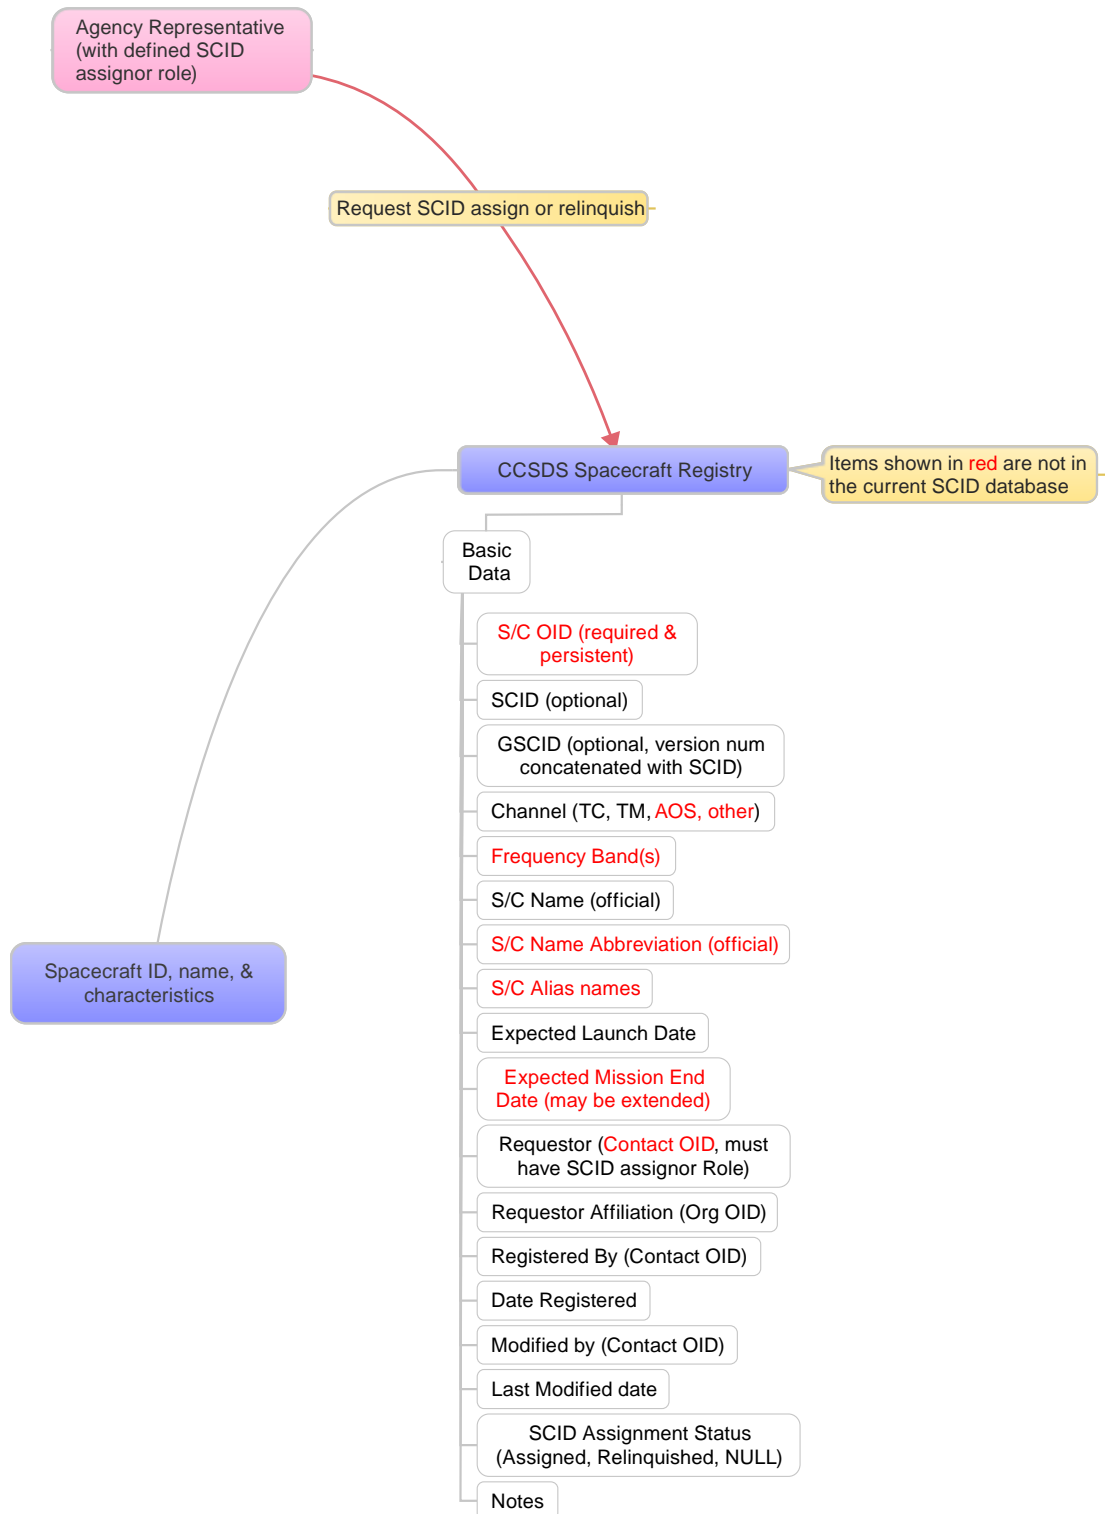 Agency Representative
(with defined SCID
assignor role)
Request SCID assign or relinquish
CCSDS Spacecraft Registry
Items shown in red are not in
the current SCID database
Basic
Data
S/C OID (required &
persistent)
SCID (optional)
GSCID (optional, version num
concatenated with SCID)
Channel (TC, TM, AOS, other)
Frequency Band(s)
S/C Name (official)
S/C Name Abbreviation (official)
Spacecraft ID, name, &
characteristics
S/C Alias names
Expected Launch Date
Expected Mission End
Date (may be extended)
Requestor (Contact OID, must
have SCID assignor Role)
Requestor Affiliation (Org OID)
Registered By (Contact OID)
Date Registered
Modified by (Contact OID)
Last Modified date
SCID Assignment Status
(Assigned, Relinquished, NULL)
Notes